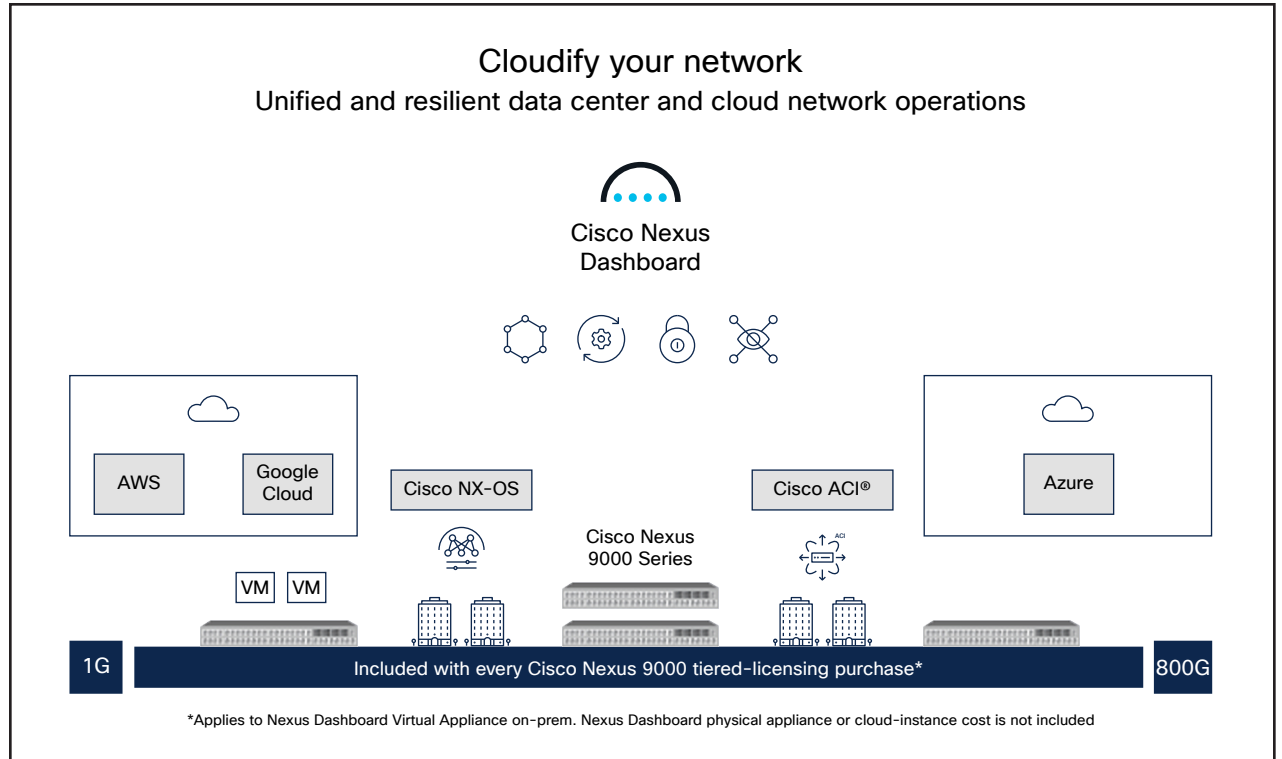 Cloudify your network
Unified and resilient data center and cloud network operations
Cisco Nexus
Dashboard
AWS
Google
Cloud
Cisco NX-OS
Cisco Nexus
9000 Series
Cisco ACI®
ACI
Azure
VM
VM
1G
Included with every Cisco Nexus 9000 tiered-licensing purchase*
800G
*Applies to Nexus Dashboard Virtual Appliance on-prem. Nexus Dashboard physical appliance or cloud-instance cost is not included